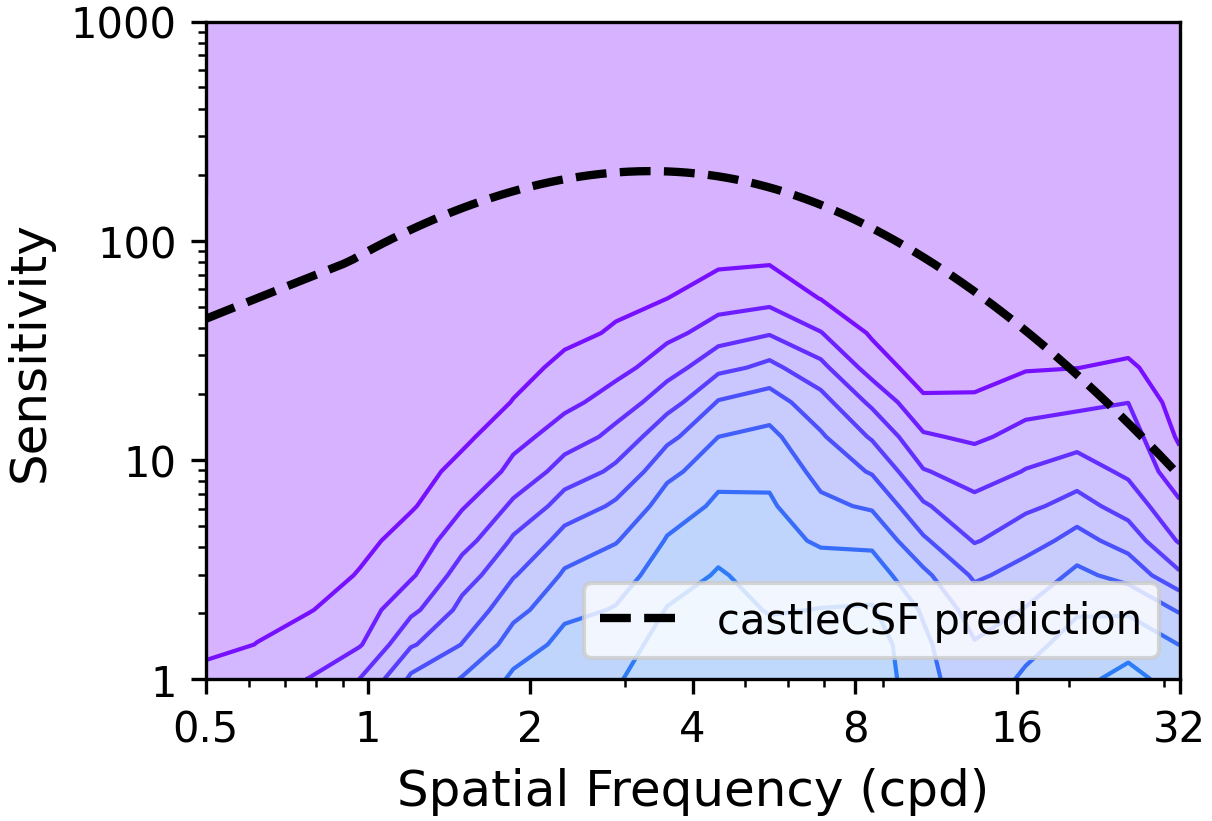 1000
100
10
1
Sensitivity
castleCSF prediction
0.5 1 2 4 8 16 32
Spatial Frequency (cpd)